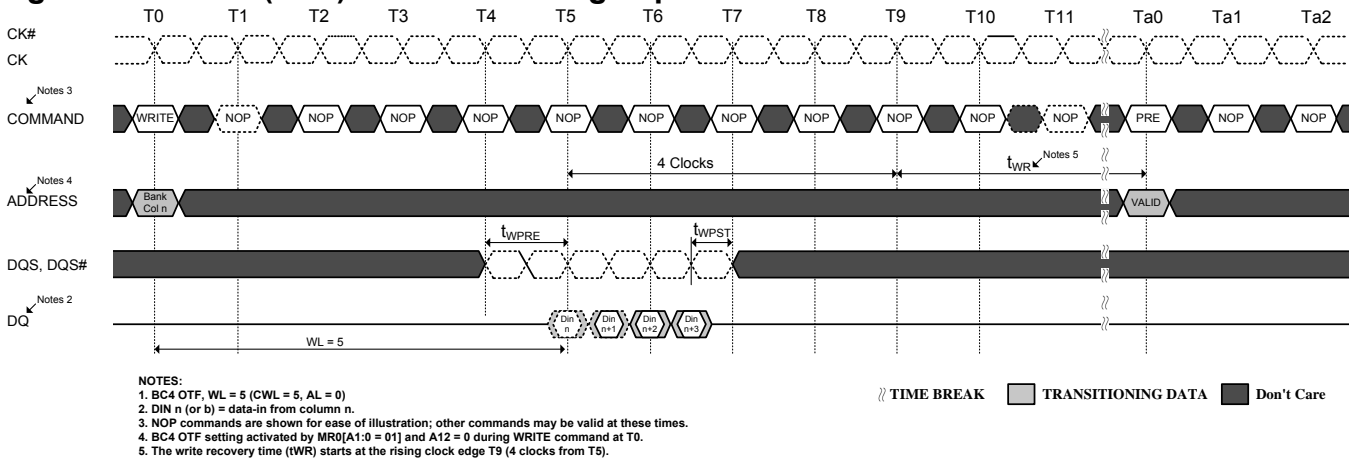 T0 T1 T2 T3 T4 T5 T6 T7 T8 T9 T10 T11 Ta0 Ta1 Ta2
CK#
CK
Notes 3
COMMAND
WRITE NOP NOP NOP NOP NOP NOP NOP NOP NOP NOP NOP PRE NOP NOP
4 Clocks
tWR
Notes 5
Notes 4
ADDRESS
Bank
Col n
VALID
tWPRE
tWPST
DQS, DQS#
Notes 2
DQ
Din
n
Din
n+1
Din
n+2
Din
n+3
WL = 5
NOTES:
1. BC4 OTF, WL = 5 (CWL = 5, AL = 0)
2. DIN n (or b) = data-in from column n.
3. NOP commands are shown for ease of illustration; other commands may be valid at these times.
4. BC4 OTF setting activated by MR0[A1:0 = 01] and A12 = 0 during WRITE command at T0.
5. The write recovery time (tWR) starts at the rising clock edge T9 (4 clocks from T5).
TIME BREAK
TRANSITIONING DATA
Don't Care